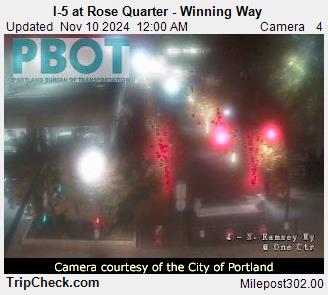 I-5 at Rose Quarter - Winning Way
Updated Nov 10 2024 12:00 AM Camera 4
PBOT
PORTLAND BUREAU OF TRANSPORTATION
4 - N. Ramsey Wy
@ One Ctr
Camera courtesy of the City of Portland
TripCheck.com Milepost302.00